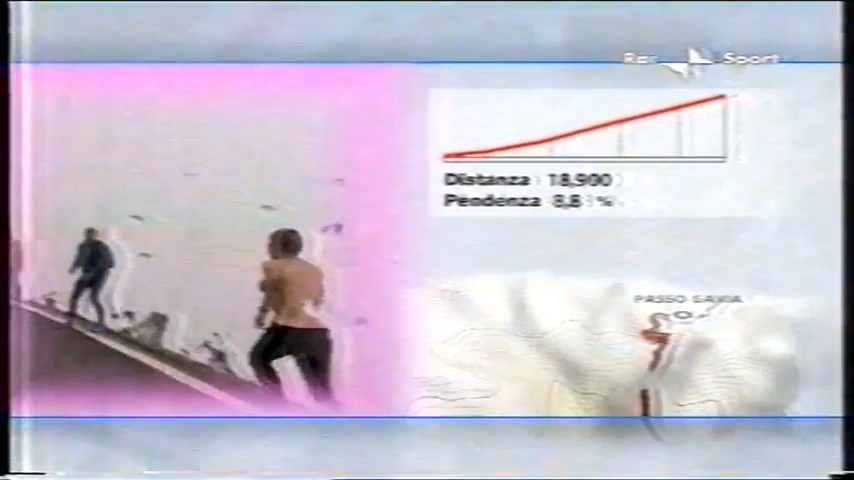 Rai Sport
Distanza 18,900
Pendenza 8,8 %
PASSO GAVIA